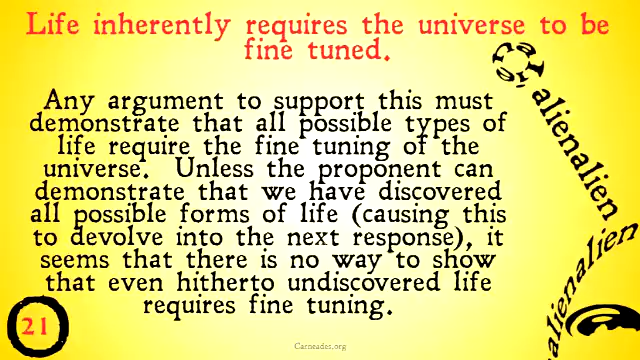 Life inherently requires the universe to be
fine tuned.
Any argument to support this must
demonstrate that all possible types of
life require the fine tuning of the
universe. Unless the proponent can
demonstrate that we have discovered
all possible forms of life (causing this
to devolve into the next response), it
seems that there is no way to show
that even hitherto undiscovered life
requires fine tuning.
alienalien
alienalien
21
Carneades.org